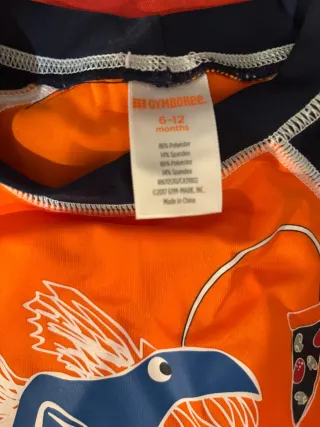 GYMBOREE.
6-12
months
86% Polyester
14% Spandex
86% Polyester
14% Spandex
©2017 GYM-MARK, INC.
Made in China